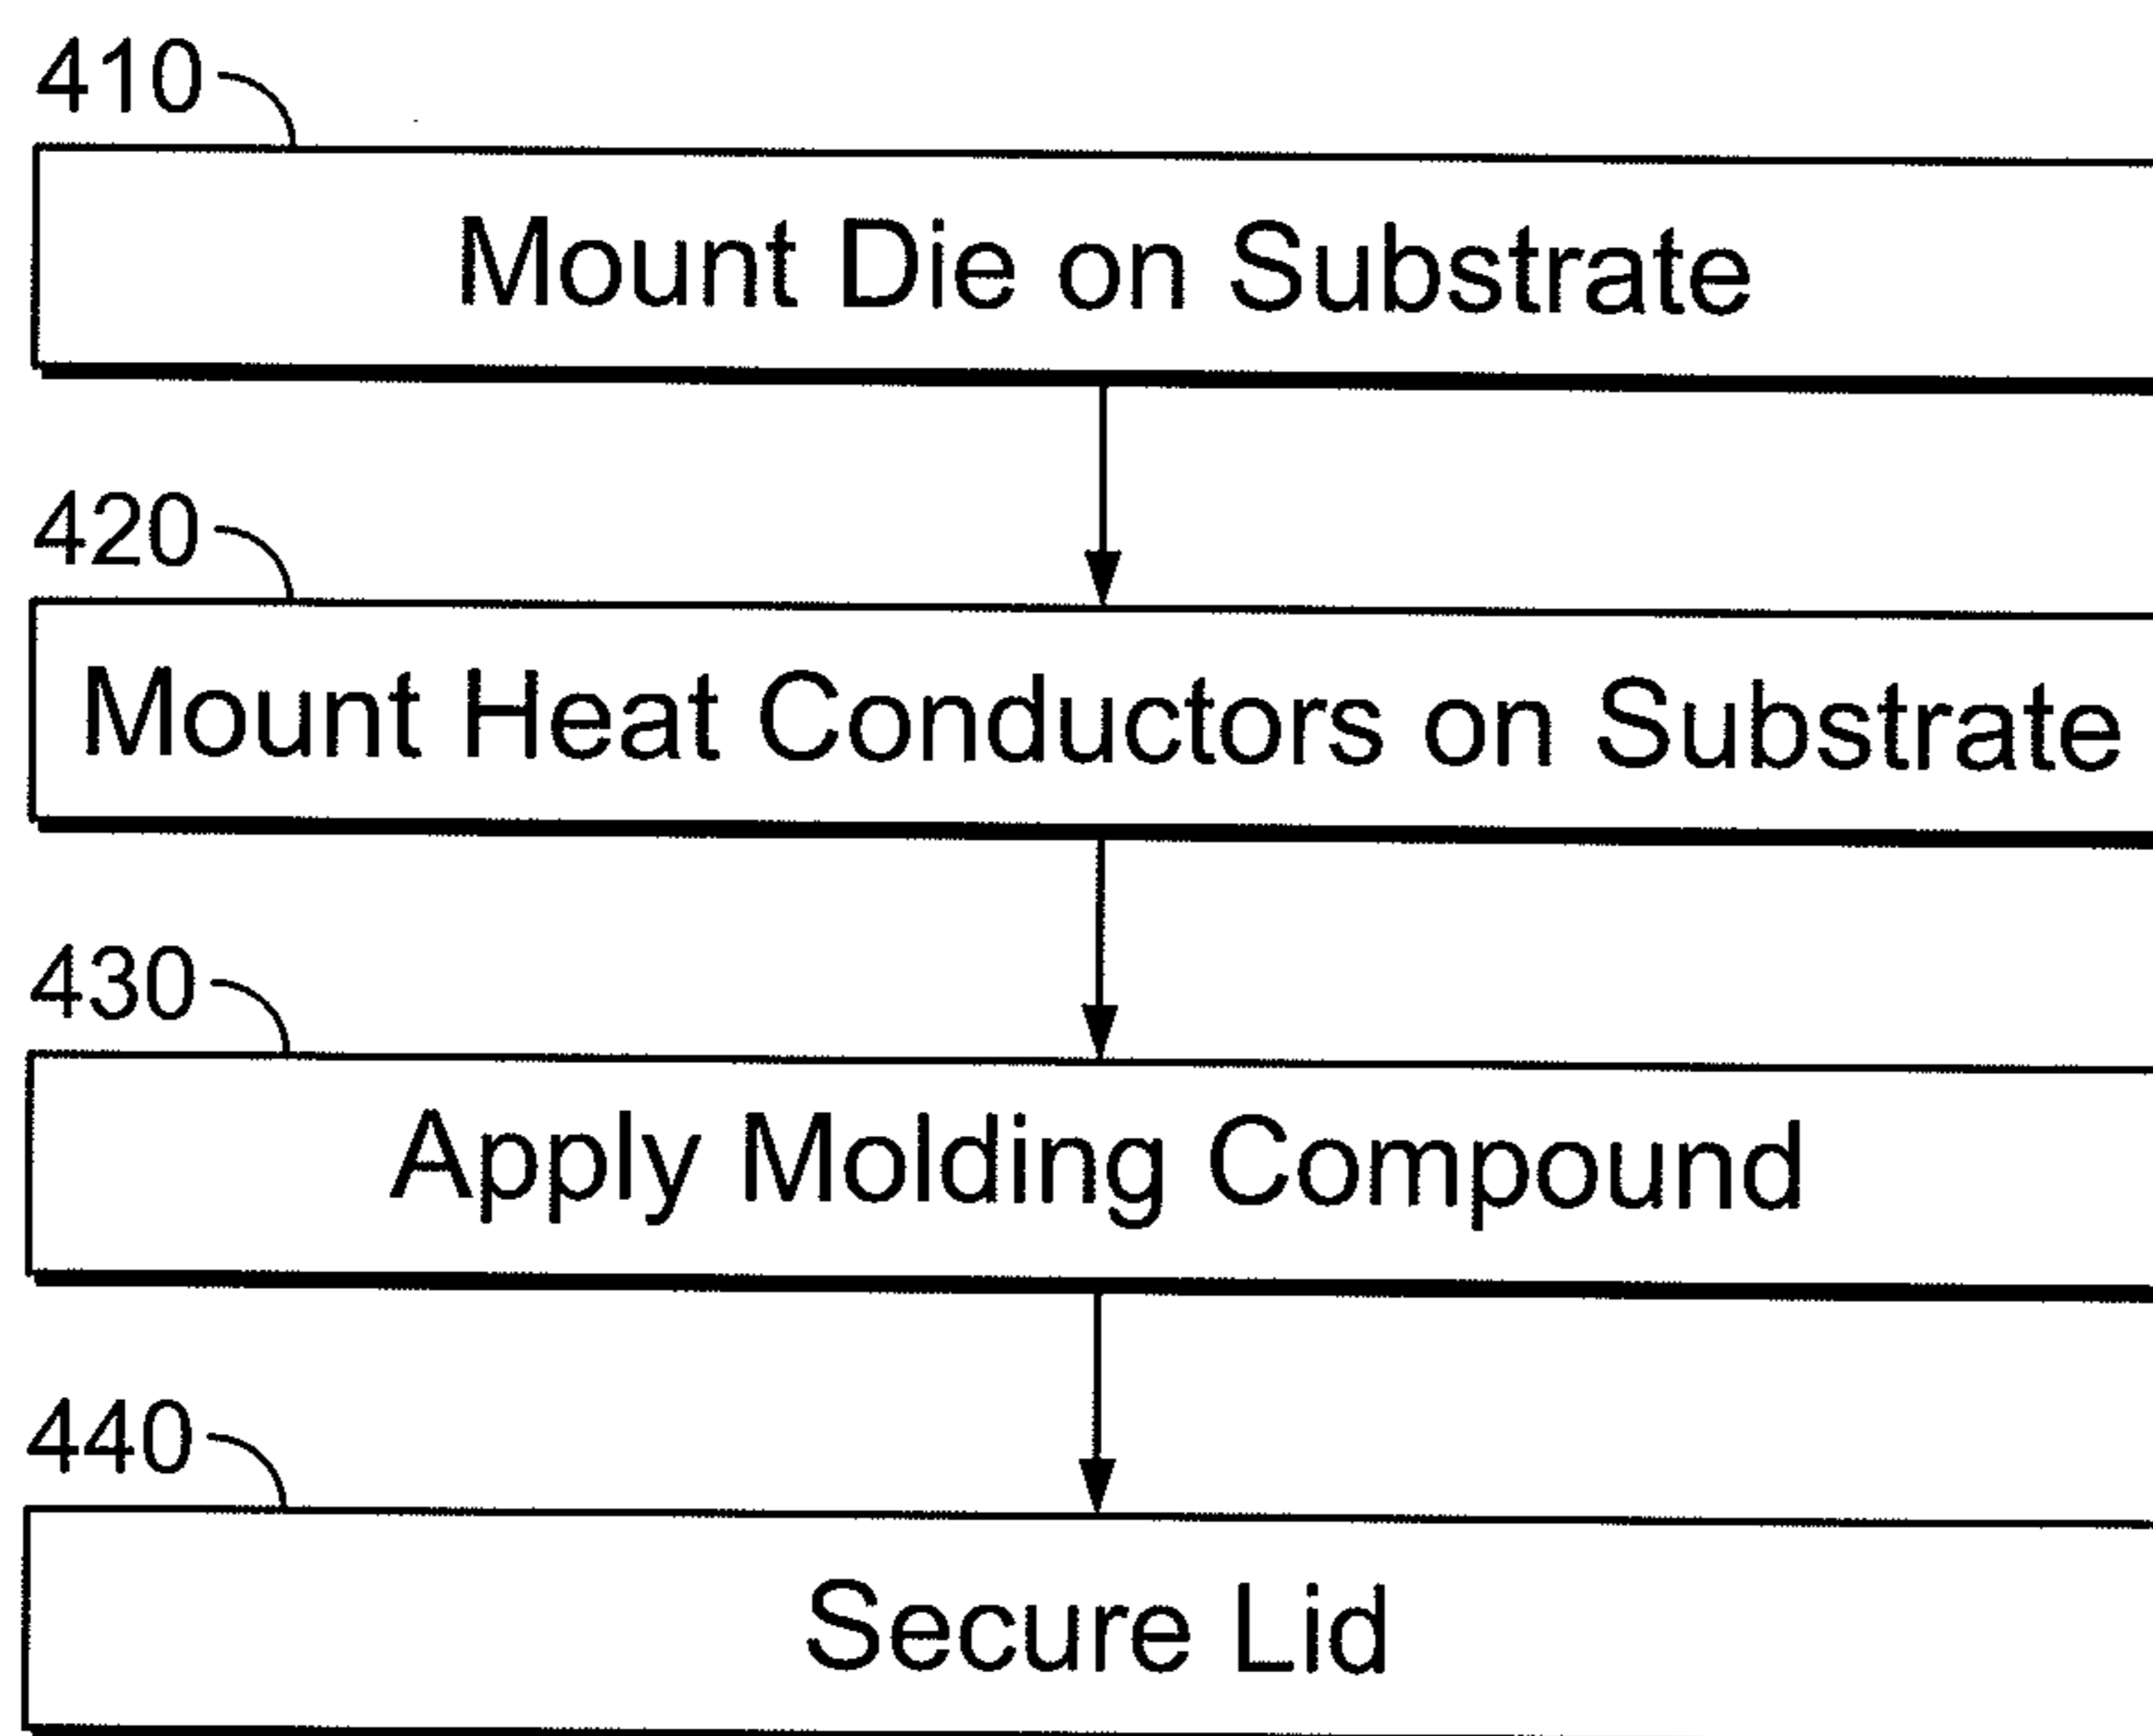 410
Mount Die on Substrate
420
Mount Heat Conductors on Substrate
430
Apply Molding Compound
440
Secure Lid